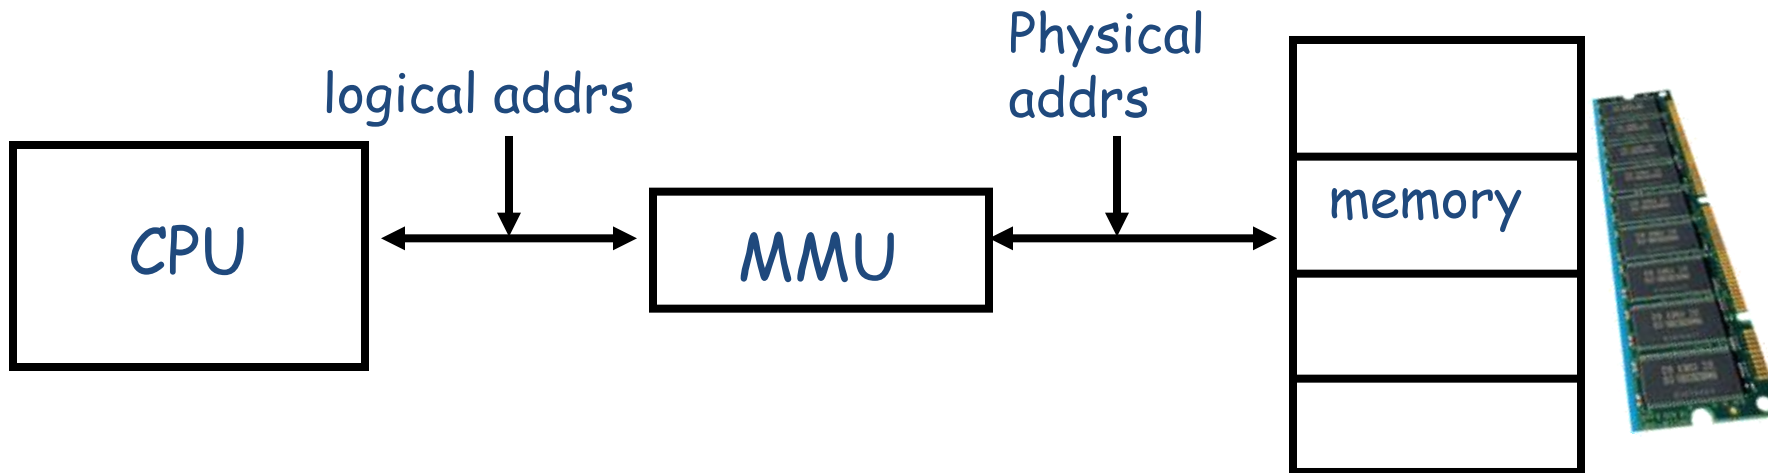 logical addrs
Physical
addrs
CPU
MMU
memory